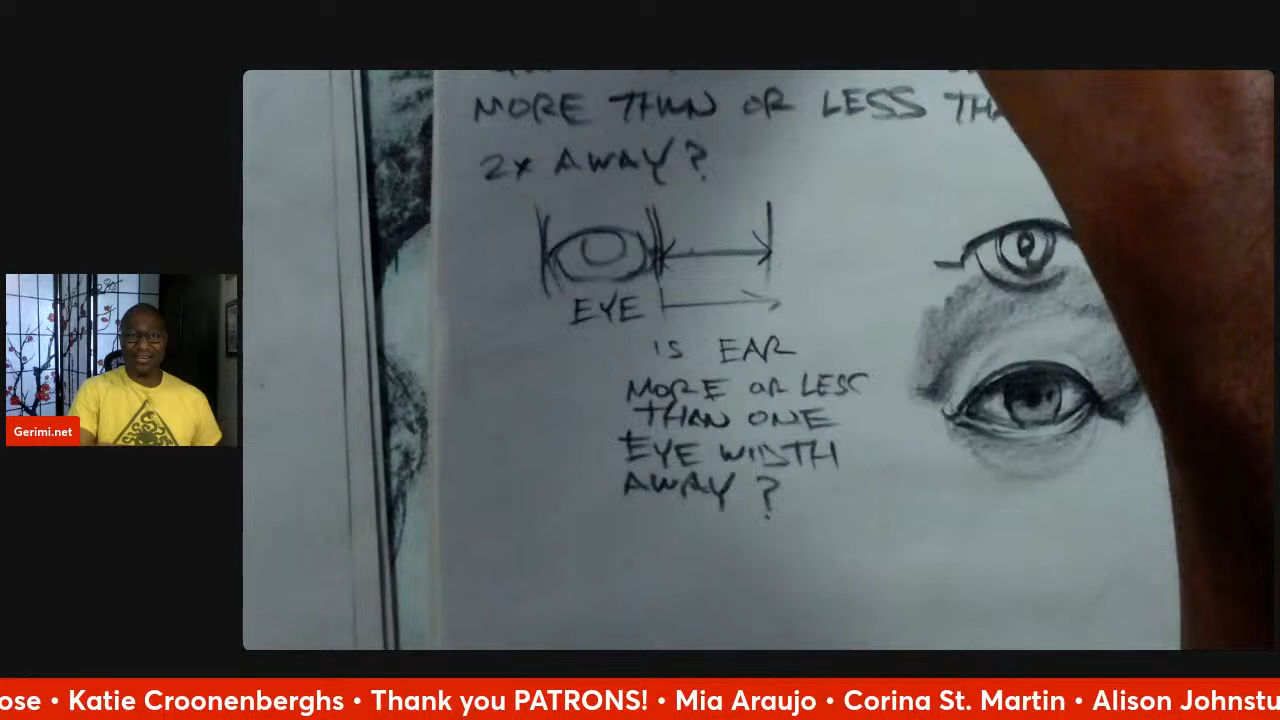 MORE THAN OR LESS
2x AWAY?
EYE
IS EAR
MORE OR LESS
THAN ONE
EYE WIDTH
AWAY?
Gerimi.net
ose • Katie Croonenberghs • Thank you PATRONS! • Mia Araujo • Corina St. Martin • Alison Johnstu